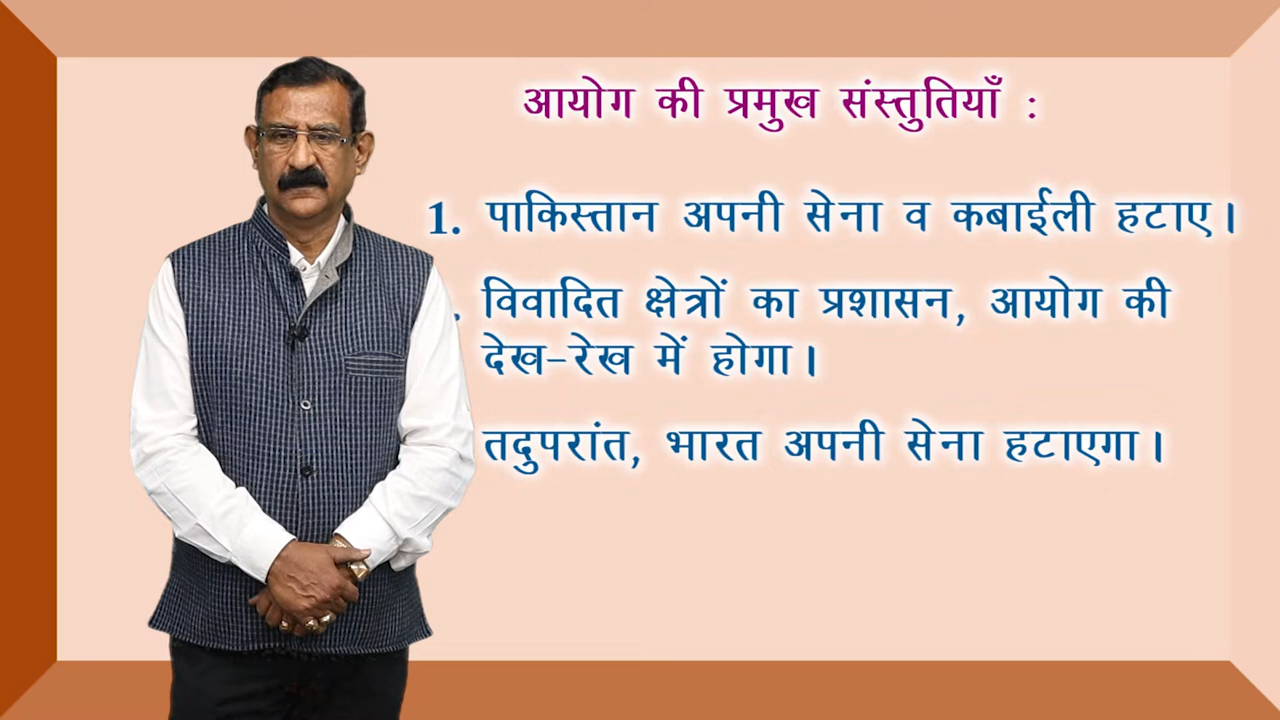 आयोग की प्रमुख संस्तुतियाँ :
1. पाकिस्तान अपनी सेना व कबाईली हटाए।
. विवादित क्षेत्रों का प्रशासन, आयोग की
देख-रेख में होगा।
तदुपरांत, भारत अपनी सेना हटाएगा।